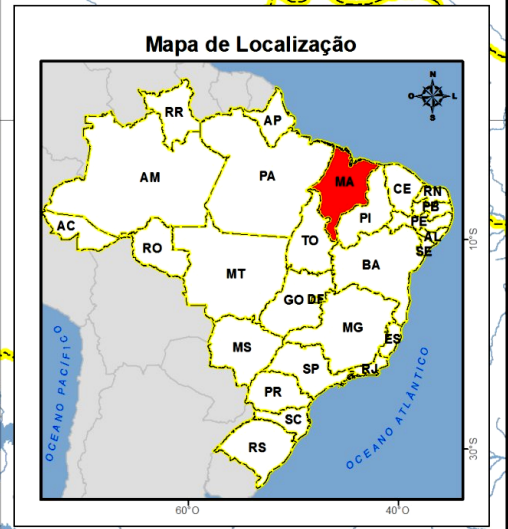 Mapa de Localização
N
O L
S
RR
AP
AM
PA
MA
CE
RN
PB
PI
PE
AC
AL
TO
SE
RO
BA
MT
GO DF
MG
MS
ES
SP
RJ
PR
SC
RS
OCEANO PACÍFICO
OCEANO ATLÂNTICO
10°S
30°S
60°0
40°0